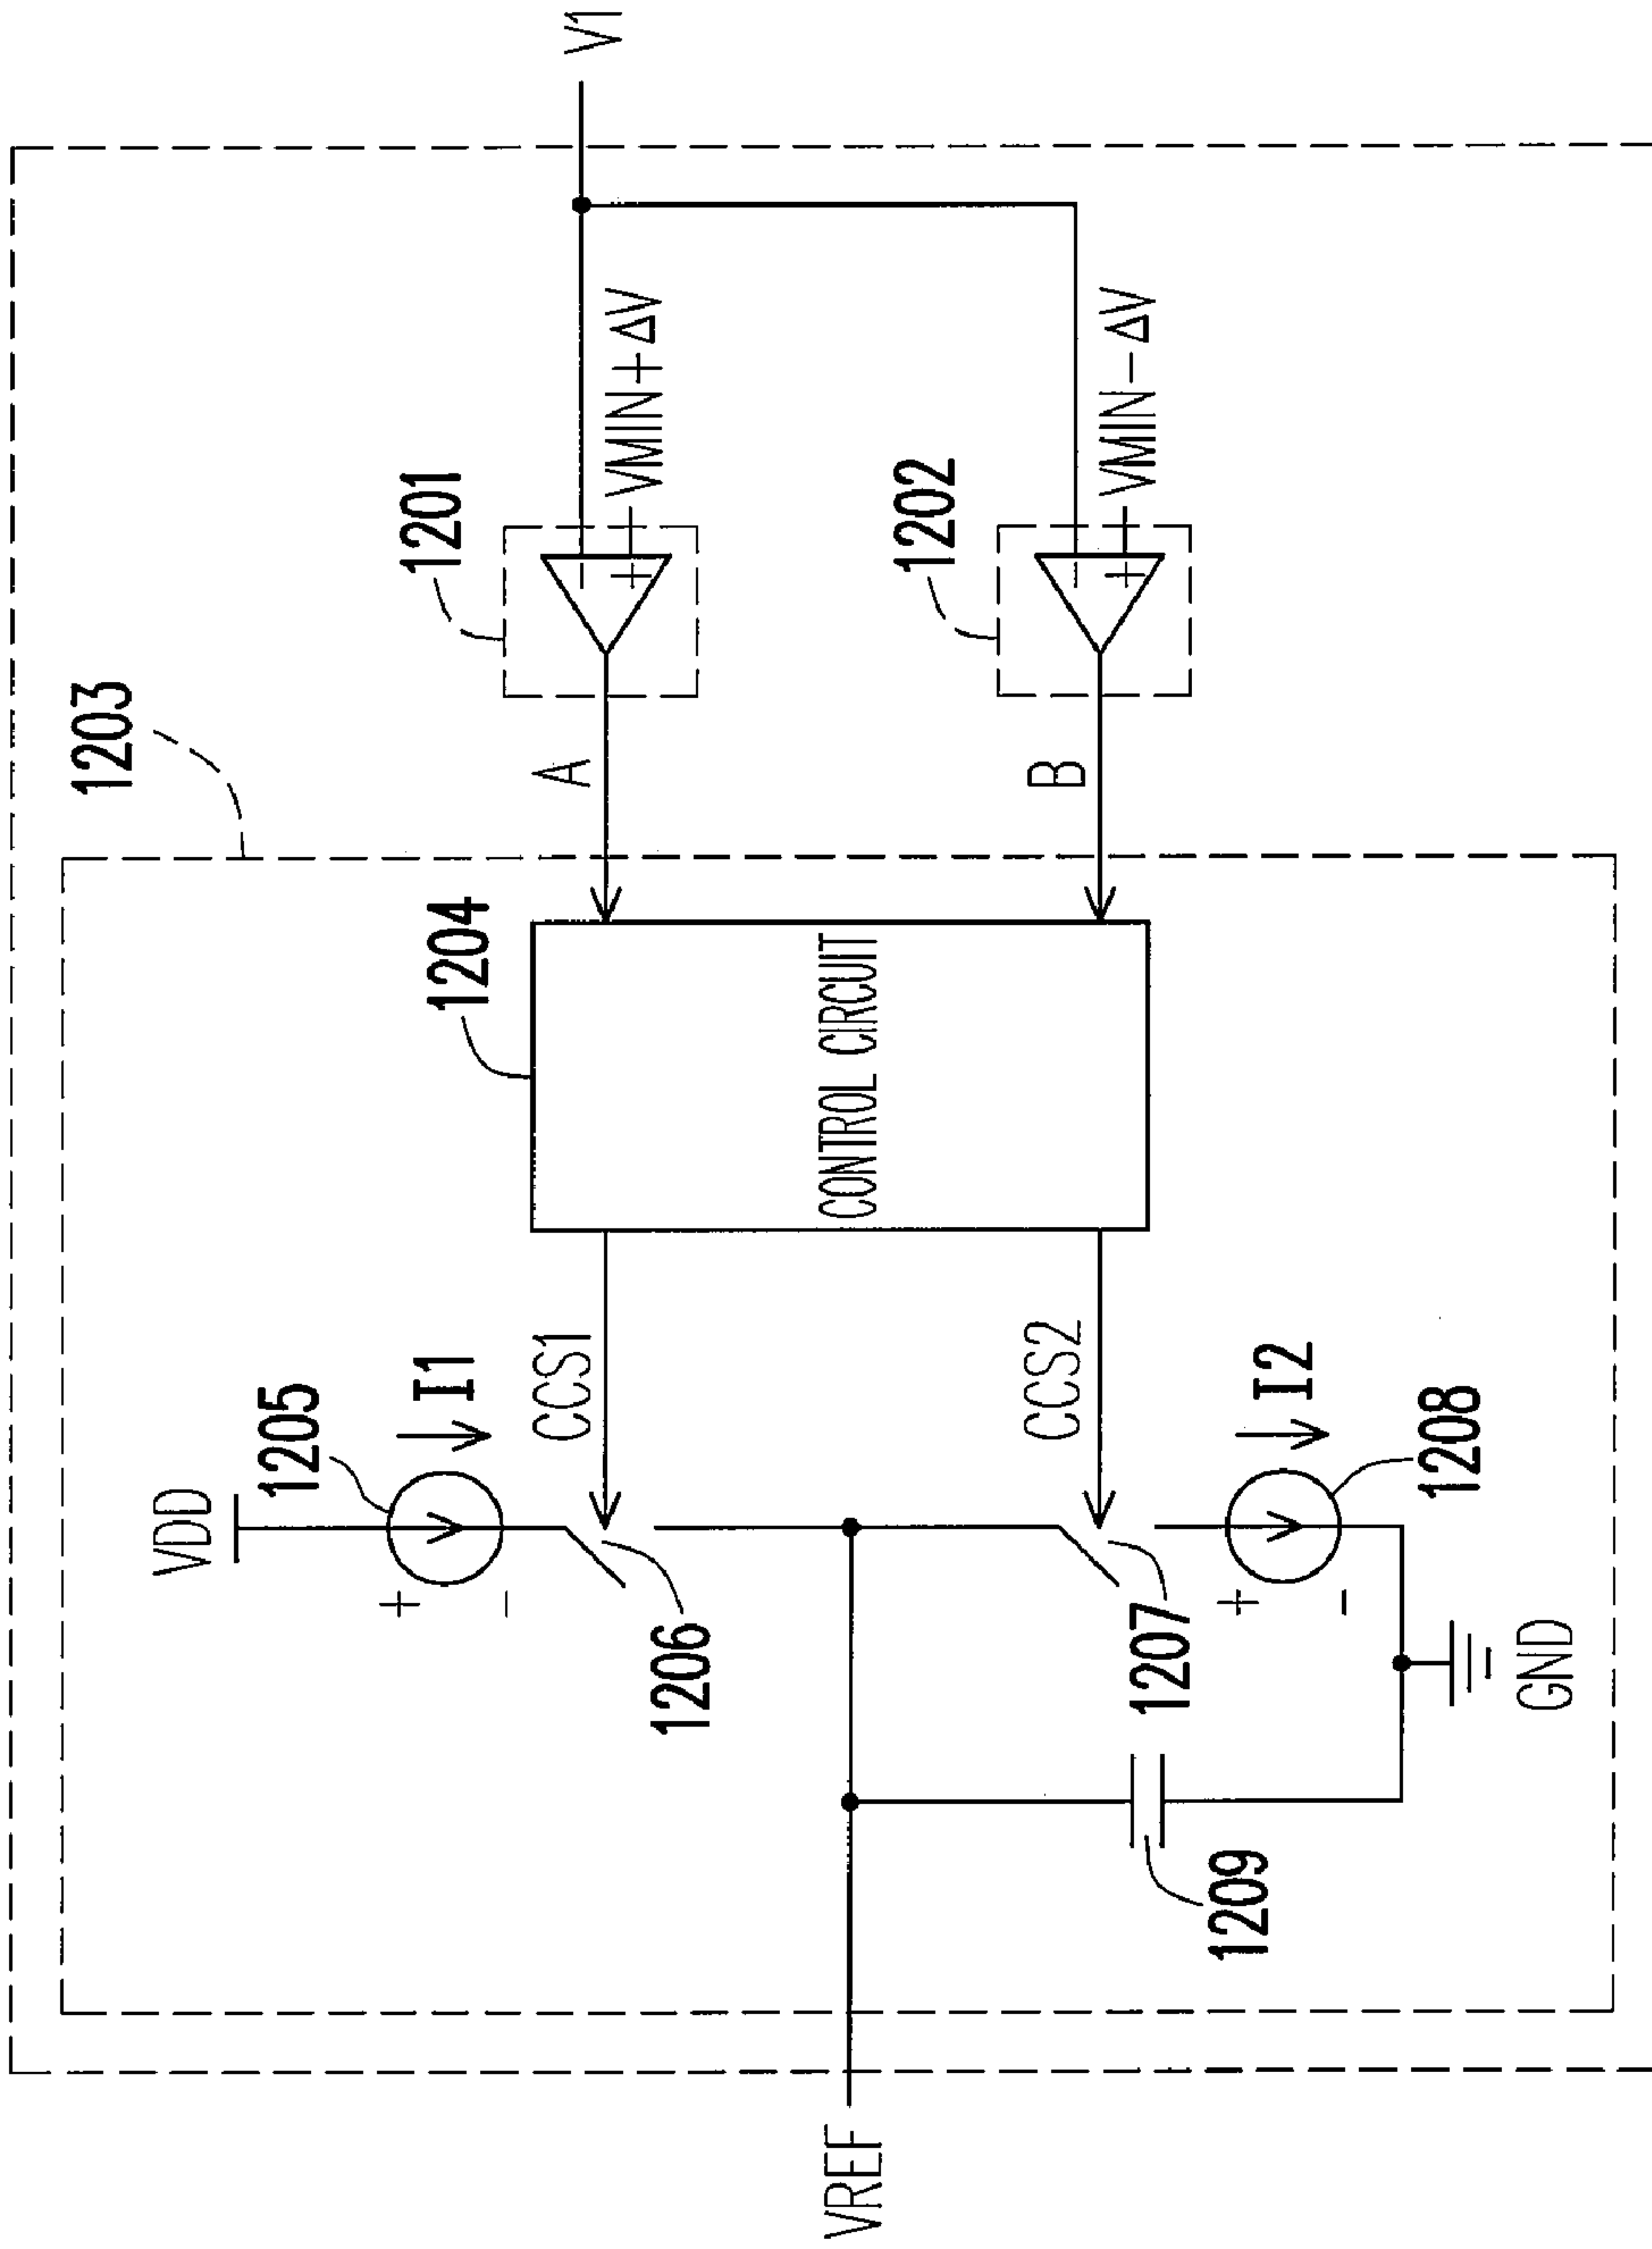 1203
1201
1202
1204
V1
VMIN+ΔV
VMIN−ΔV
−
+
−
+
A
B
CONTROL CIRCUIT
CCS1
CCS2
VDD
1205
I1
+
−
1206
1207
I2
1208
+
−
GND
1209
VREF